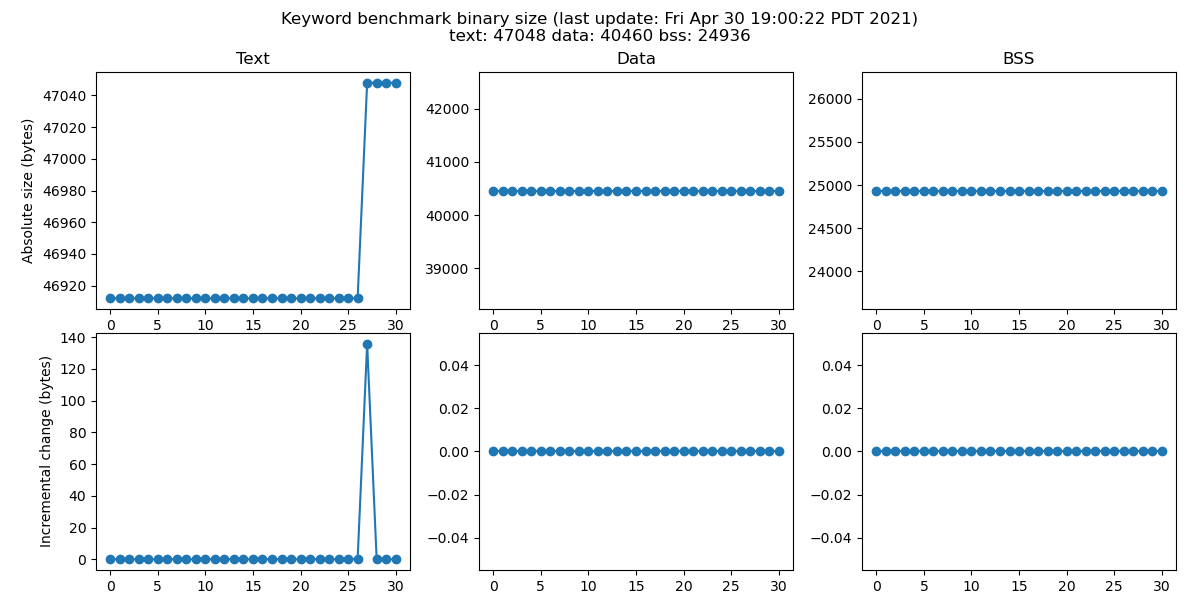 Keyword benchmark binary size (last update: Fri Apr 30 19:00:22 PDT 2021)
text: 47048 data: 40460 bss: 24936
Text
Absolute size (bytes)
47040
47020
47000
46980
46960
46940
46920
0 5 10 15 20 25 30
Data
42000
41000
40000
39000
0 5 10 15 20 25 30
BSS
26000
25500
25000
24500
24000
0 5 10 15 20 25 30
Incremental change (bytes)
140
120
100
80
60
40
20
0
0 5 10 15 20 25 30
0.04
0.02
0.00
−0.02
−0.04
0 5 10 15 20 25 30
0.04
0.02
0.00
−0.02
−0.04
0 5 10 15 20 25 30